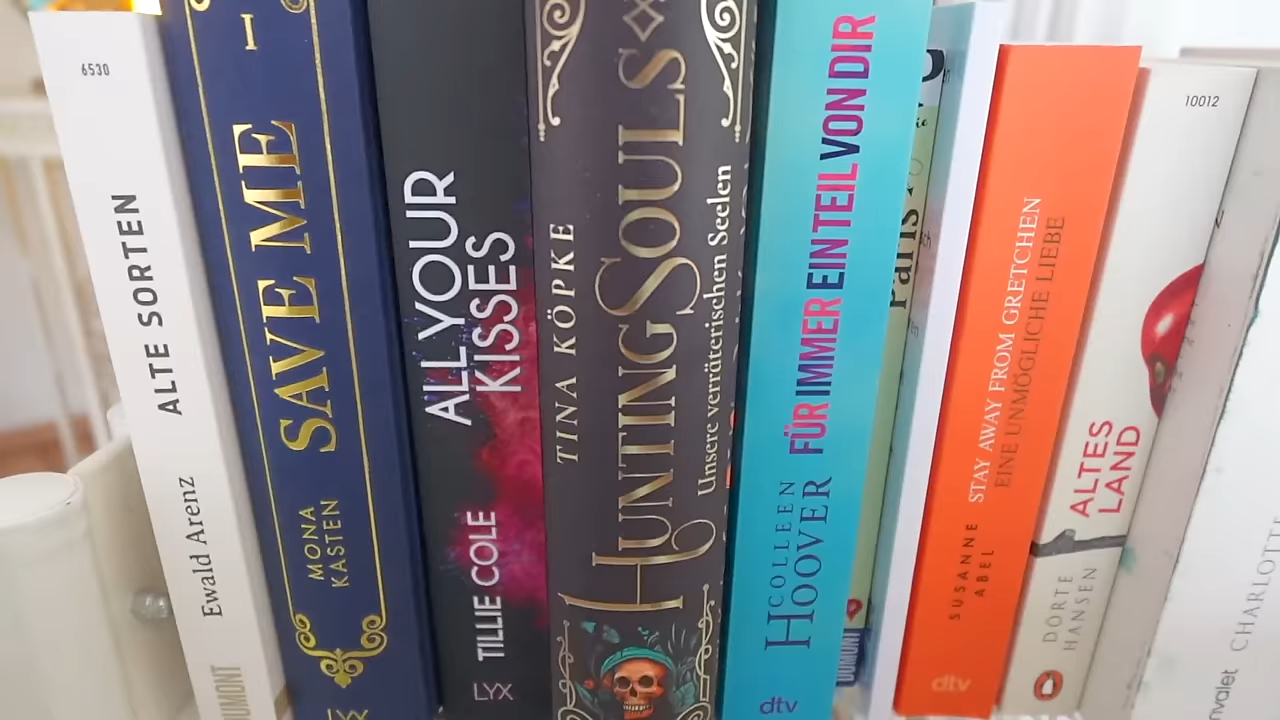 6530
ALTE SORTEN
Ewald Arenz
DUMONT
I
SAVE ME
MONA
KASTEN
ALL YOUR
KISSES
TILLIE COLE
LYX
TINA KÖPKE
HUNTING SOULS
Unsere verräterischen Seelen
FÜR IMMER EIN TEIL VON DIR
COLLEEN
HOOVER
dtv
Paris
DUMONT
STAY AWAY FROM GRETCHEN
EINE UNMÖGLICHE LIEBE
SUSANNE
ABEL
dtv
10012
ALTES
LAND
DÖRTE
HANSEN
CHARLOTTE